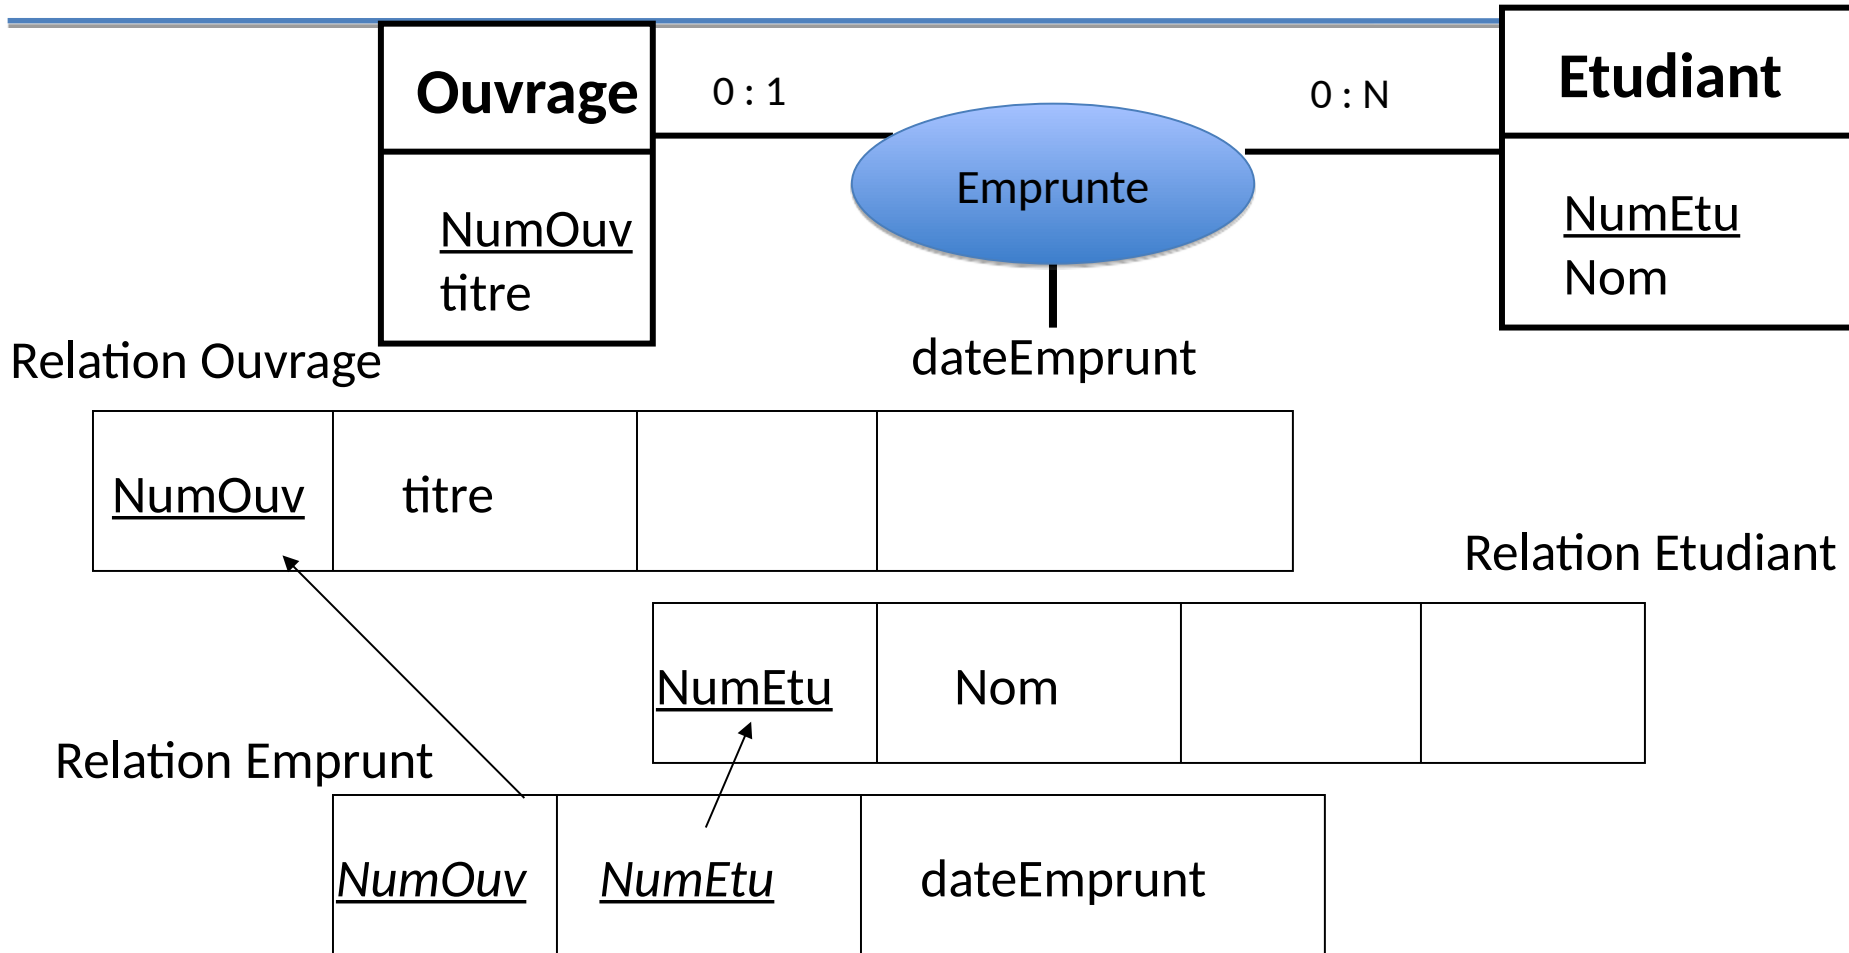 Ouvrage
0 : 1
0 : N
Etudiant
Emprunte
NumOuv
titre
NumEtu
Nom
Relation Ouvrage
dateEmprunt
NumOuv titre
Relation Etudiant
NumEtu Nom
Relation Emprunt
NumOuv NumEtu dateEmprunt